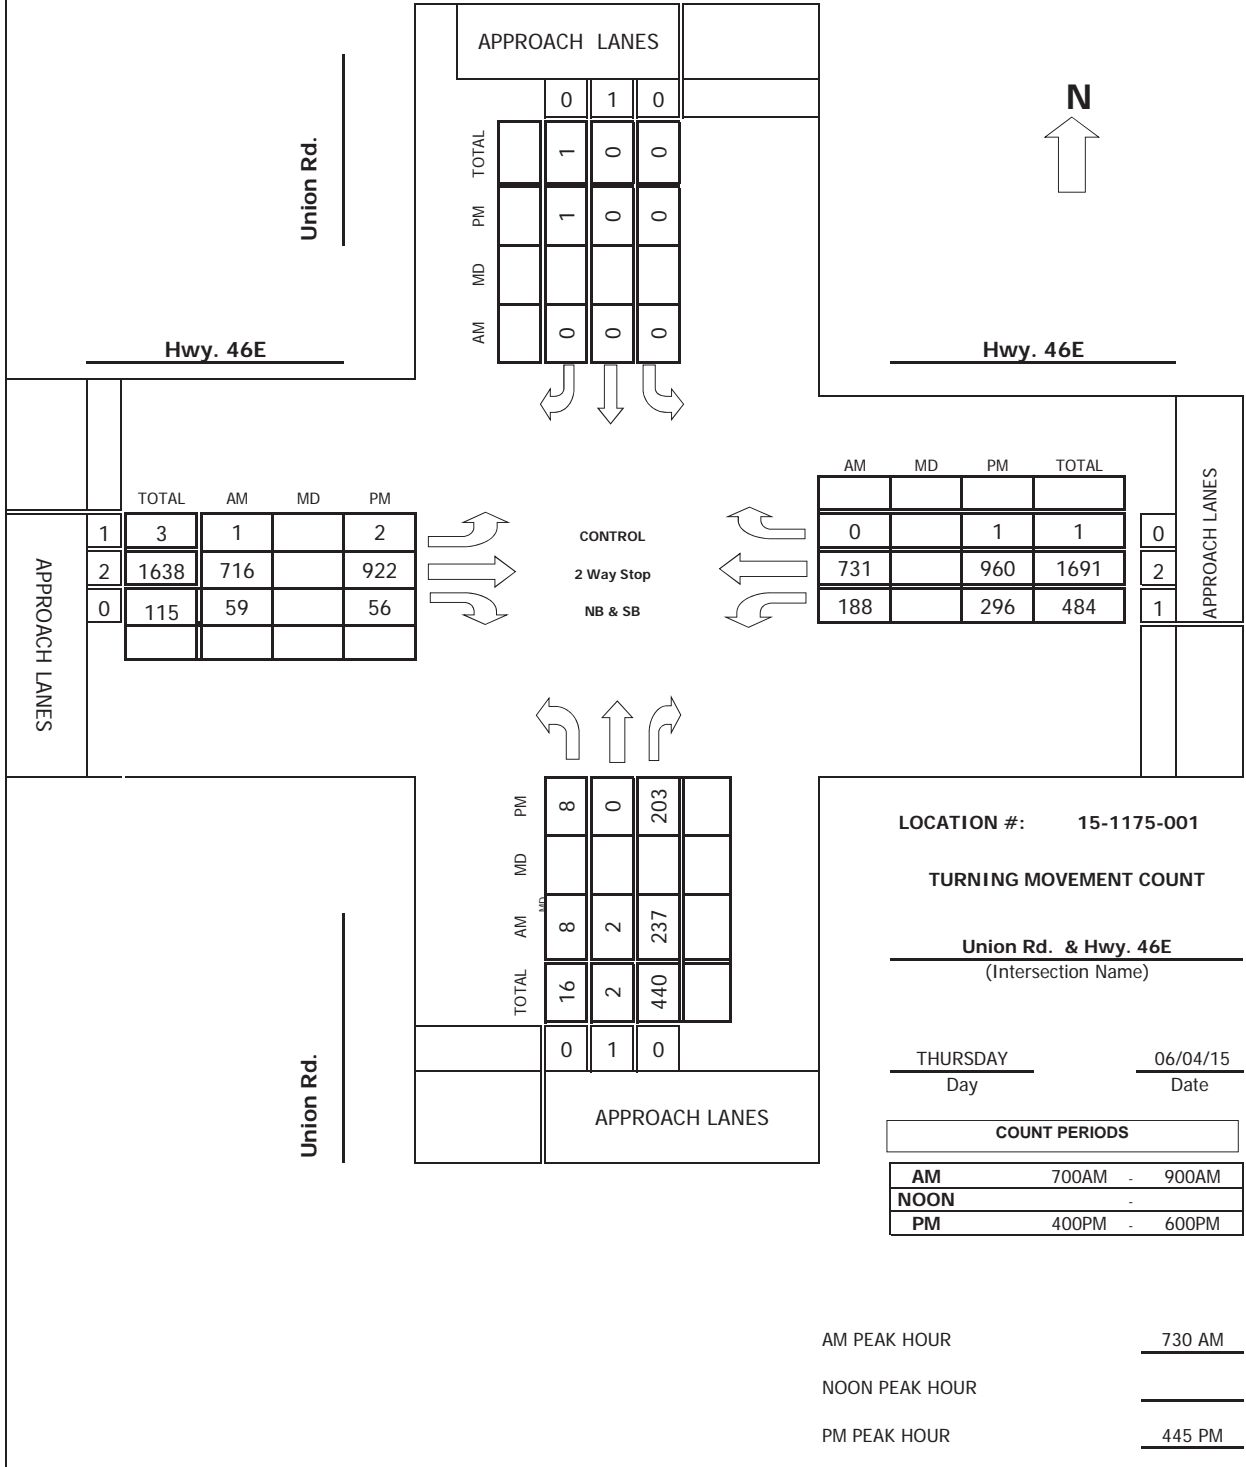 APPROACH LANES
0 1 0
N
Union Rd.
TOTAL 1 0 0
PM 1 0 0
MD
AM 0 0 0
Hwy. 46E
Hwy. 46E
AM MD PM TOTAL
0 1 1 0
731 960 1691 2
188 296 484 1
APPROACH LANES
TOTAL AM MD PM
1 3 1 2
2 1638 716 922
0 115 59 56
APPROACH LANES
CONTROL
2 Way Stop
NB & SB
PM 8 0 203
MD
MD
AM 8 2 237
TOTAL 16 2 440
0 1 0
APPROACH LANES
Union Rd.
LOCATION #: 15-1175-001
TURNING MOVEMENT COUNT
Union Rd. & Hwy. 46E
(Intersection Name)
THURSDAY 06/04/15
Day Date
COUNT PERIODS
AM 700AM - 900AM
NOON -
PM 400PM - 600PM
AM PEAK HOUR 730 AM
NOON PEAK HOUR
PM PEAK HOUR 445 PM